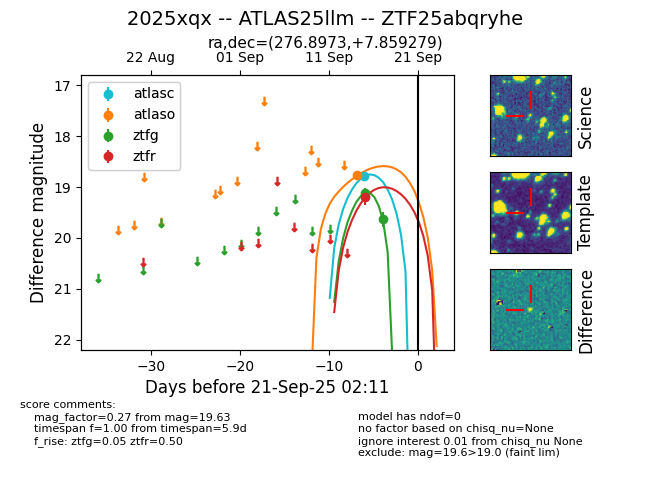 2025xqx -- ATLAS25llm -- ZTF25abqryhe
ra,dec=(276.8973,+7.859279)
22 Aug 01 Sep 11 Sep 21 Sep
17
18
19
20
21
22
Difference magnitude
atlasc
atlaso
ztfg
ztfr
−30 −20 −10 0
Days before 21-Sep-25 02:11
Science
Template
Difference
score comments:
mag_factor=0.27 from mag=19.63
timespan f=1.00 from timespan=5.9d
f_rise: ztfg=0.05 ztfr=0.50
model has ndof=0
no factor based on chisq_nu=None
ignore interest 0.01 from chisq_nu None
exclude: mag=19.6>19.0 (faint lim)